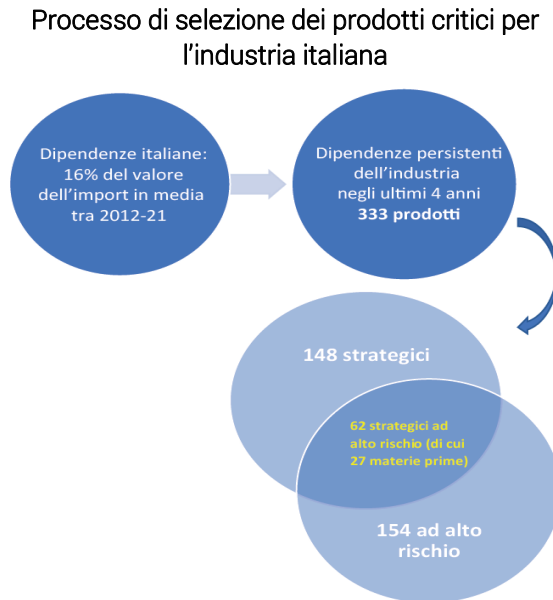 Processo di selezione dei prodotti critici per
l'industria italiana
Dipendenze italiane:
16% del valore
dell'import in media
tra 2012-21
Dipendenze persistenti
dell'industria
negli ultimi 4 anni
333 prodotti
148 strategici
62 strategici ad
alto rischio (di cui
27 materie prime)
154 ad alto
rischio